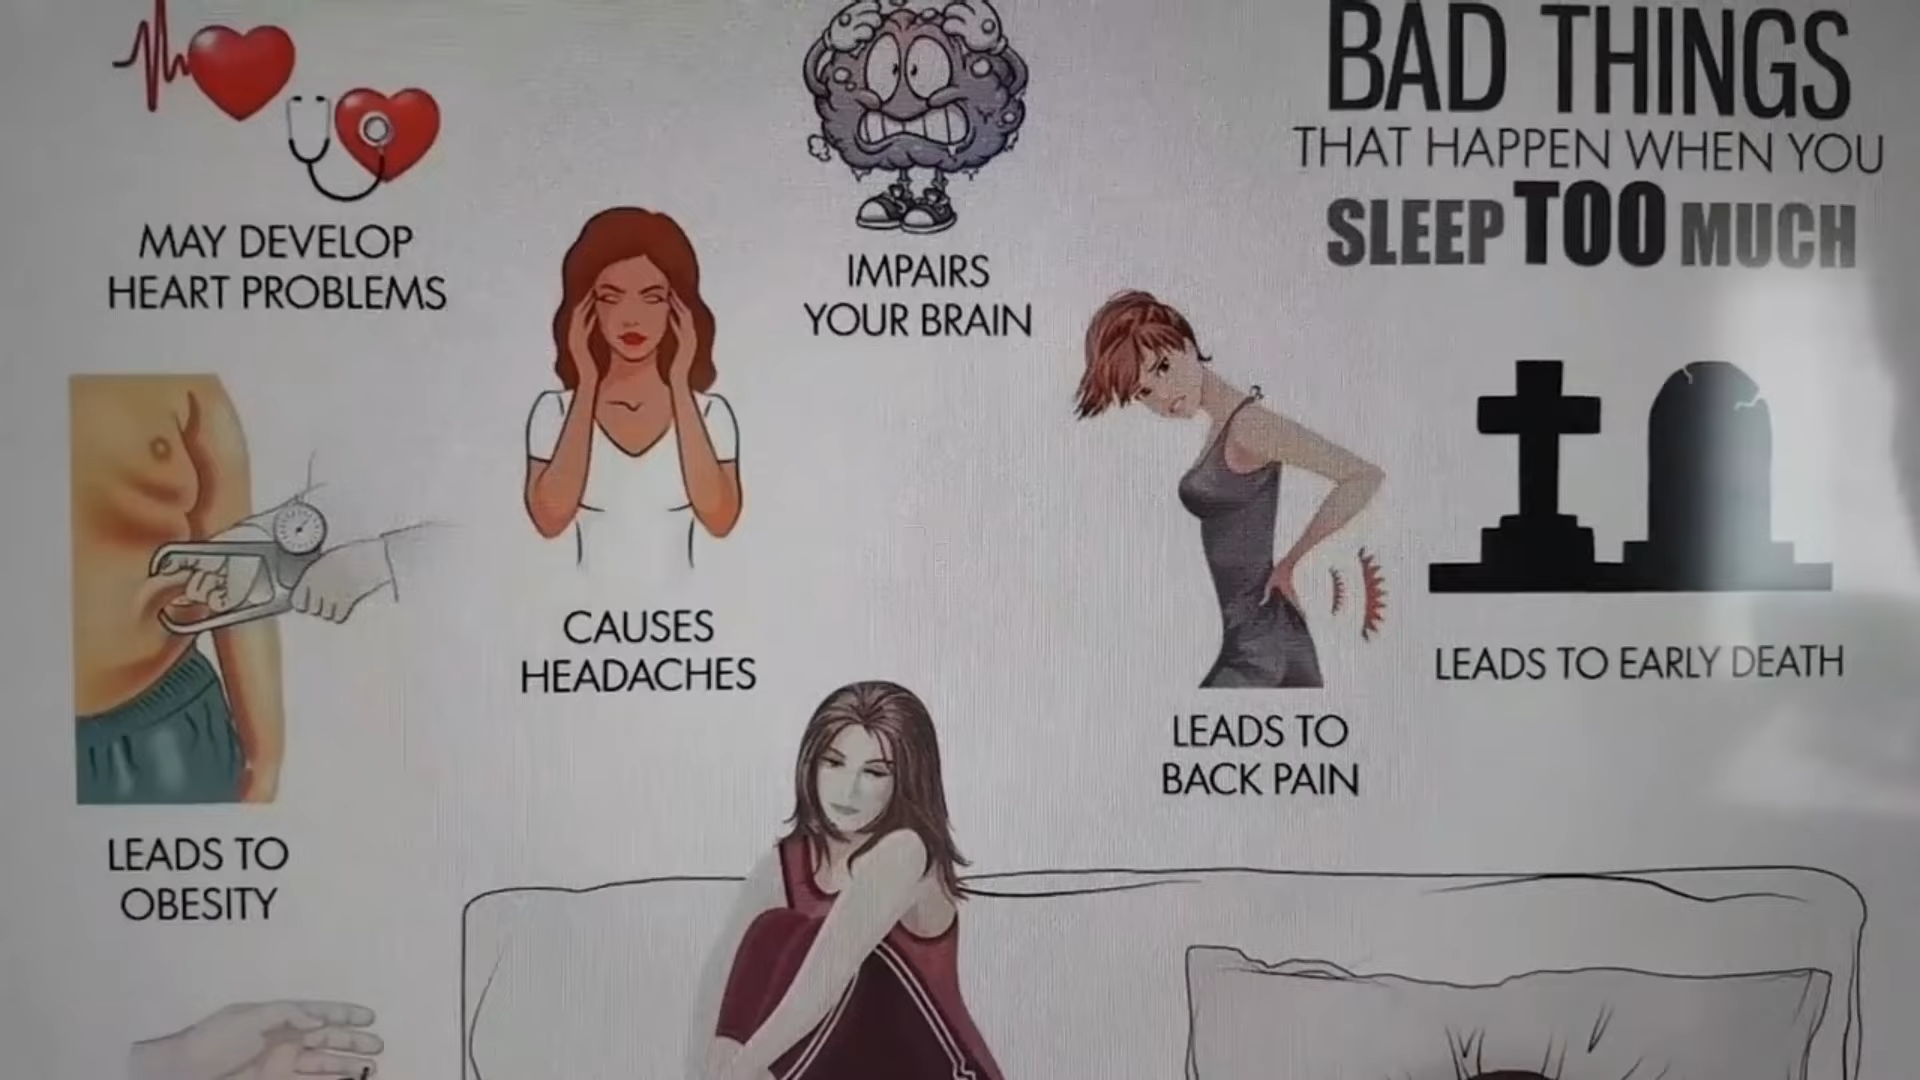 BAD THINGS
THAT HAPPEN WHEN YOU
SLEEP TOO MUCH
MAY DEVELOP
HEART PROBLEMS
IMPAIRS
YOUR BRAIN
CAUSES
HEADACHES
LEADS TO
BACK PAIN
LEADS TO EARLY DEATH
LEADS TO
OBESITY